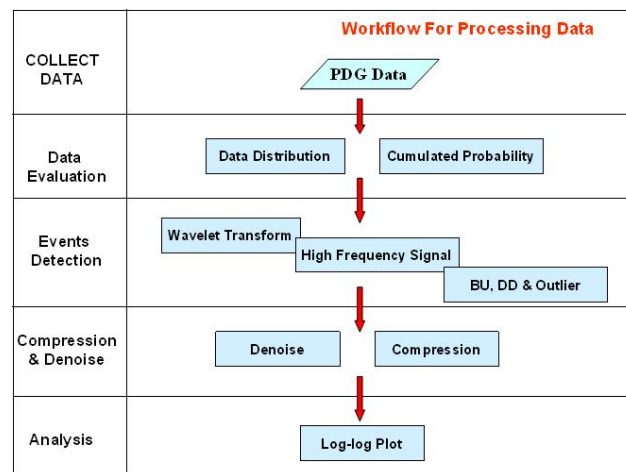 Workflow For Processing Data
COLLECT
DATA
PDG Data
Data
Evaluation
Data Distribution
Cumulated Probability
Events
Detection
Wavelet Transform
High Frequency Signal
BU, DD & Outlier
Compression
& Denoise
Denoise
Compression
Analysis
Log-log Plot